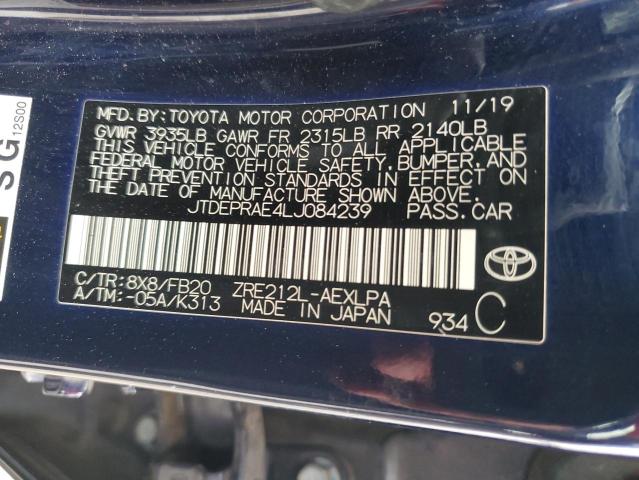 MFD. BY: TOYOTA MOTOR CORPORATION 11/19
GVWR 3935LB GAWR FR 2315LB RR 2140LB
THIS VEHICLE CONFORMS TO ALL APPLICABLE
FEDERAL MOTOR VEHICLE SAFETY, BUMPER, AND
THEFT PREVENTION STANDARDS IN EFFECT ON
THE DATE OF MANUFACTURE SHOWN ABOVE.
JTDEPRAE4LJ084239 PASS. CAR
C/TR: 8X8/FB20 ZRE212L-AEXLPA
A/TM: -05A/K313 MADE IN JAPAN 934 C
SG
12S00